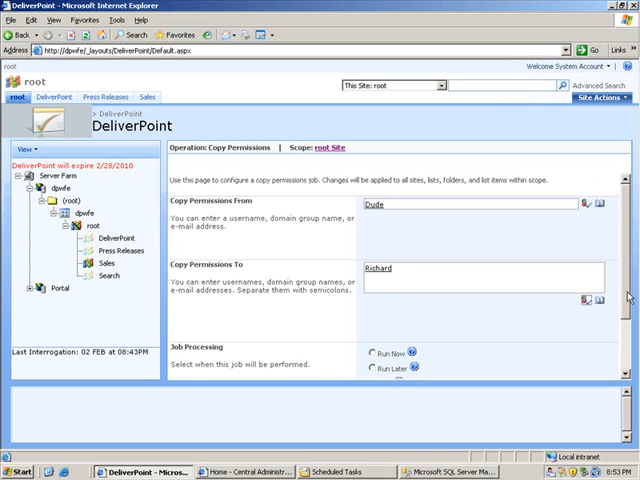 DeliverPoint - Microsoft Internet Explorer
File Edit View Favorites Tools Help
Back Search Favorites
Address http://dpwfe/_layouts/DeliverPoint/Default.aspx Go Links »
root Welcome System Account
root This Site: root Advanced Search
root DeliverPoint Press Releases Sales Site Actions
> DeliverPoint
DeliverPoint
View
DeliverPoint will expire 2/28/2010
Server Farm
dpwfe
(root)
dpwfe
root
DeliverPoint
Press Releases
Sales
Search
Portal
Last Interrogation: 02 FEB at 08:43PM
Operation: Copy Permissions | Scope: root Site
Use this page to configure a copy permissions job. Changes will be applied to all sites, lists, folders, and list items within scope.
Copy Permissions From
You can enter a username, domain group name, or
e-mail address.
Dude
Copy Permissions To
You can enter usernames, domain group names, or
e-mail addresses. Separate them with semicolons.
Richard
Job Processing
Select when this job will be performed.
Run Now
Run Later
Local intranet
Start DeliverPoint - Micros... Home - Central Administr... Scheduled Tasks Microsoft SQL Server Ma... 8:53 PM